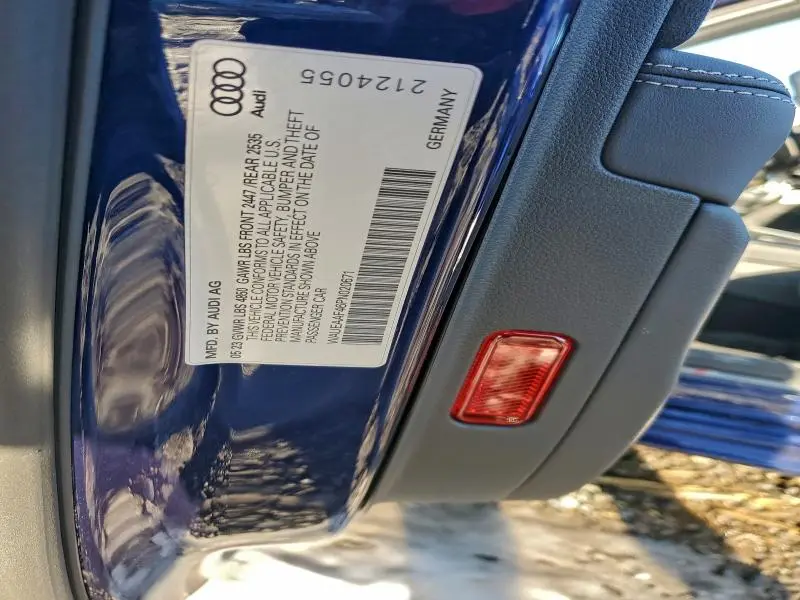 MFD. BY AUDI AG
05 23 GVWR LBS 4860 GAWR LBS FRONT 2447 /REAR 2535
THIS VEHICLE CONFORMS TO ALL APPLICABLE U.S.
FEDERAL MOTOR VEHICLE SAFETY, BUMPER AND THEFT
PREVENTION STANDARDS IN EFFECT ON THE DATE OF
MANUFACTURE SHOWN ABOVE
PASSENGER CAR
WAUEAAF46PN020671
GERMANY
Audi
2124055